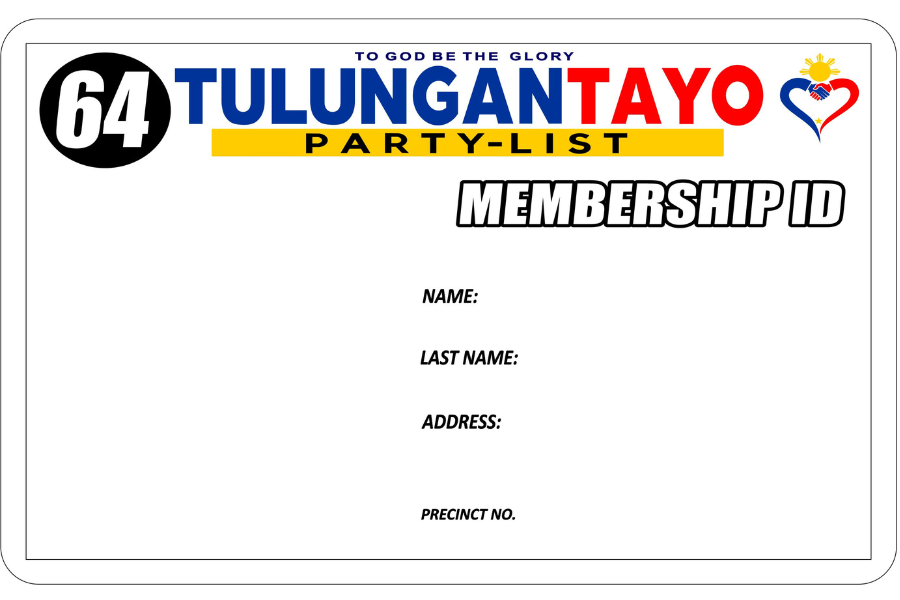 TO GOD BE THE GLORY
64 TULUNGANTAYO
PARTY-LIST
MEMBERSHIP ID
NAME:
LAST NAME:
ADDRESS:
PRECINCT NO.